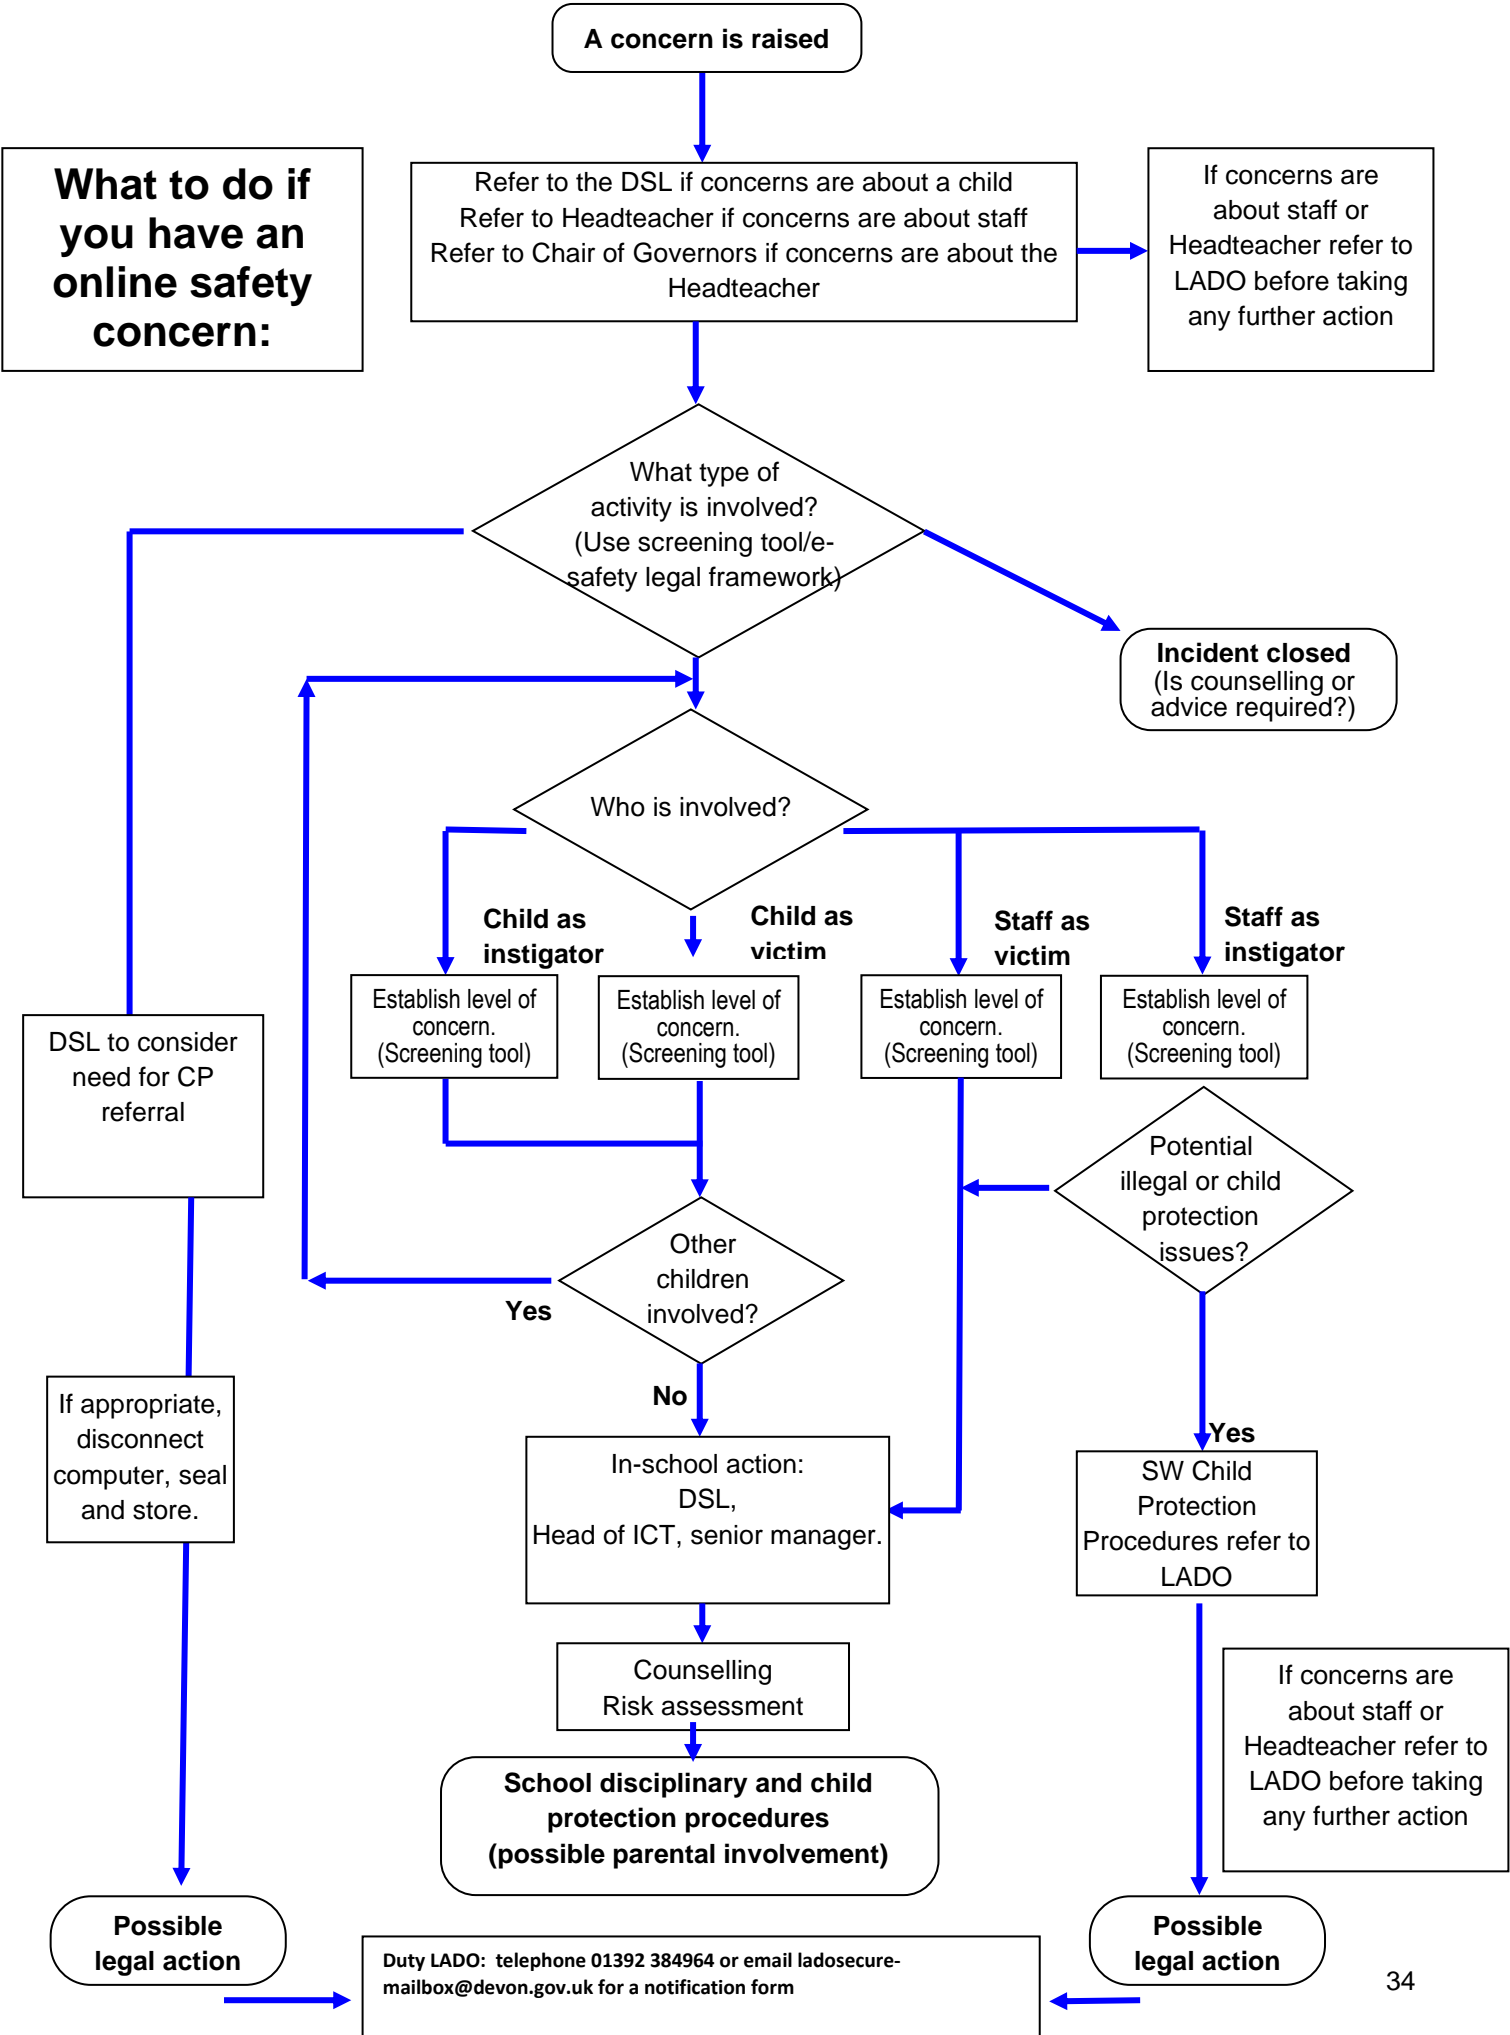 A concern is raised
What to do if
you have an
online safety
concern:
Refer to the DSL if concerns are about a child
Refer to Headteacher if concerns are about staff
Refer to Chair of Governors if concerns are about the
Headteacher
If concerns are
about staff or
Headteacher refer to
LADO before taking
any further action
What type of
activity is involved?
(Use screening tool/e-
safety legal framework)
Incident closed
(Is counselling or
advice required?)
Who is involved?
Child as
instigator
Child as
victim
Staff as
victim
Staff as
instigator
Establish level of
concern.
(Screening tool)
Establish level of
concern.
(Screening tool)
Establish level of
concern.
(Screening tool)
Establish level of
concern.
(Screening tool)
DSL to consider
need for CP
referral
Potential
illegal or child
protection
issues?
Other
children
involved?
Yes
No
If appropriate,
disconnect
computer, seal
and store.
In-school action:
DSL,
Head of ICT, senior manager.
Yes
SW Child
Protection
Procedures refer to
LADO
Counselling
Risk assessment
If concerns are
about staff or
Headteacher refer to
LADO before taking
any further action
School disciplinary and child
protection procedures
(possible parental involvement)
Possible
legal action
Possible
legal action
Duty LADO:  telephone 01392 384964 or email ladosecure-
mailbox@devon.gov.uk for a notification form
34